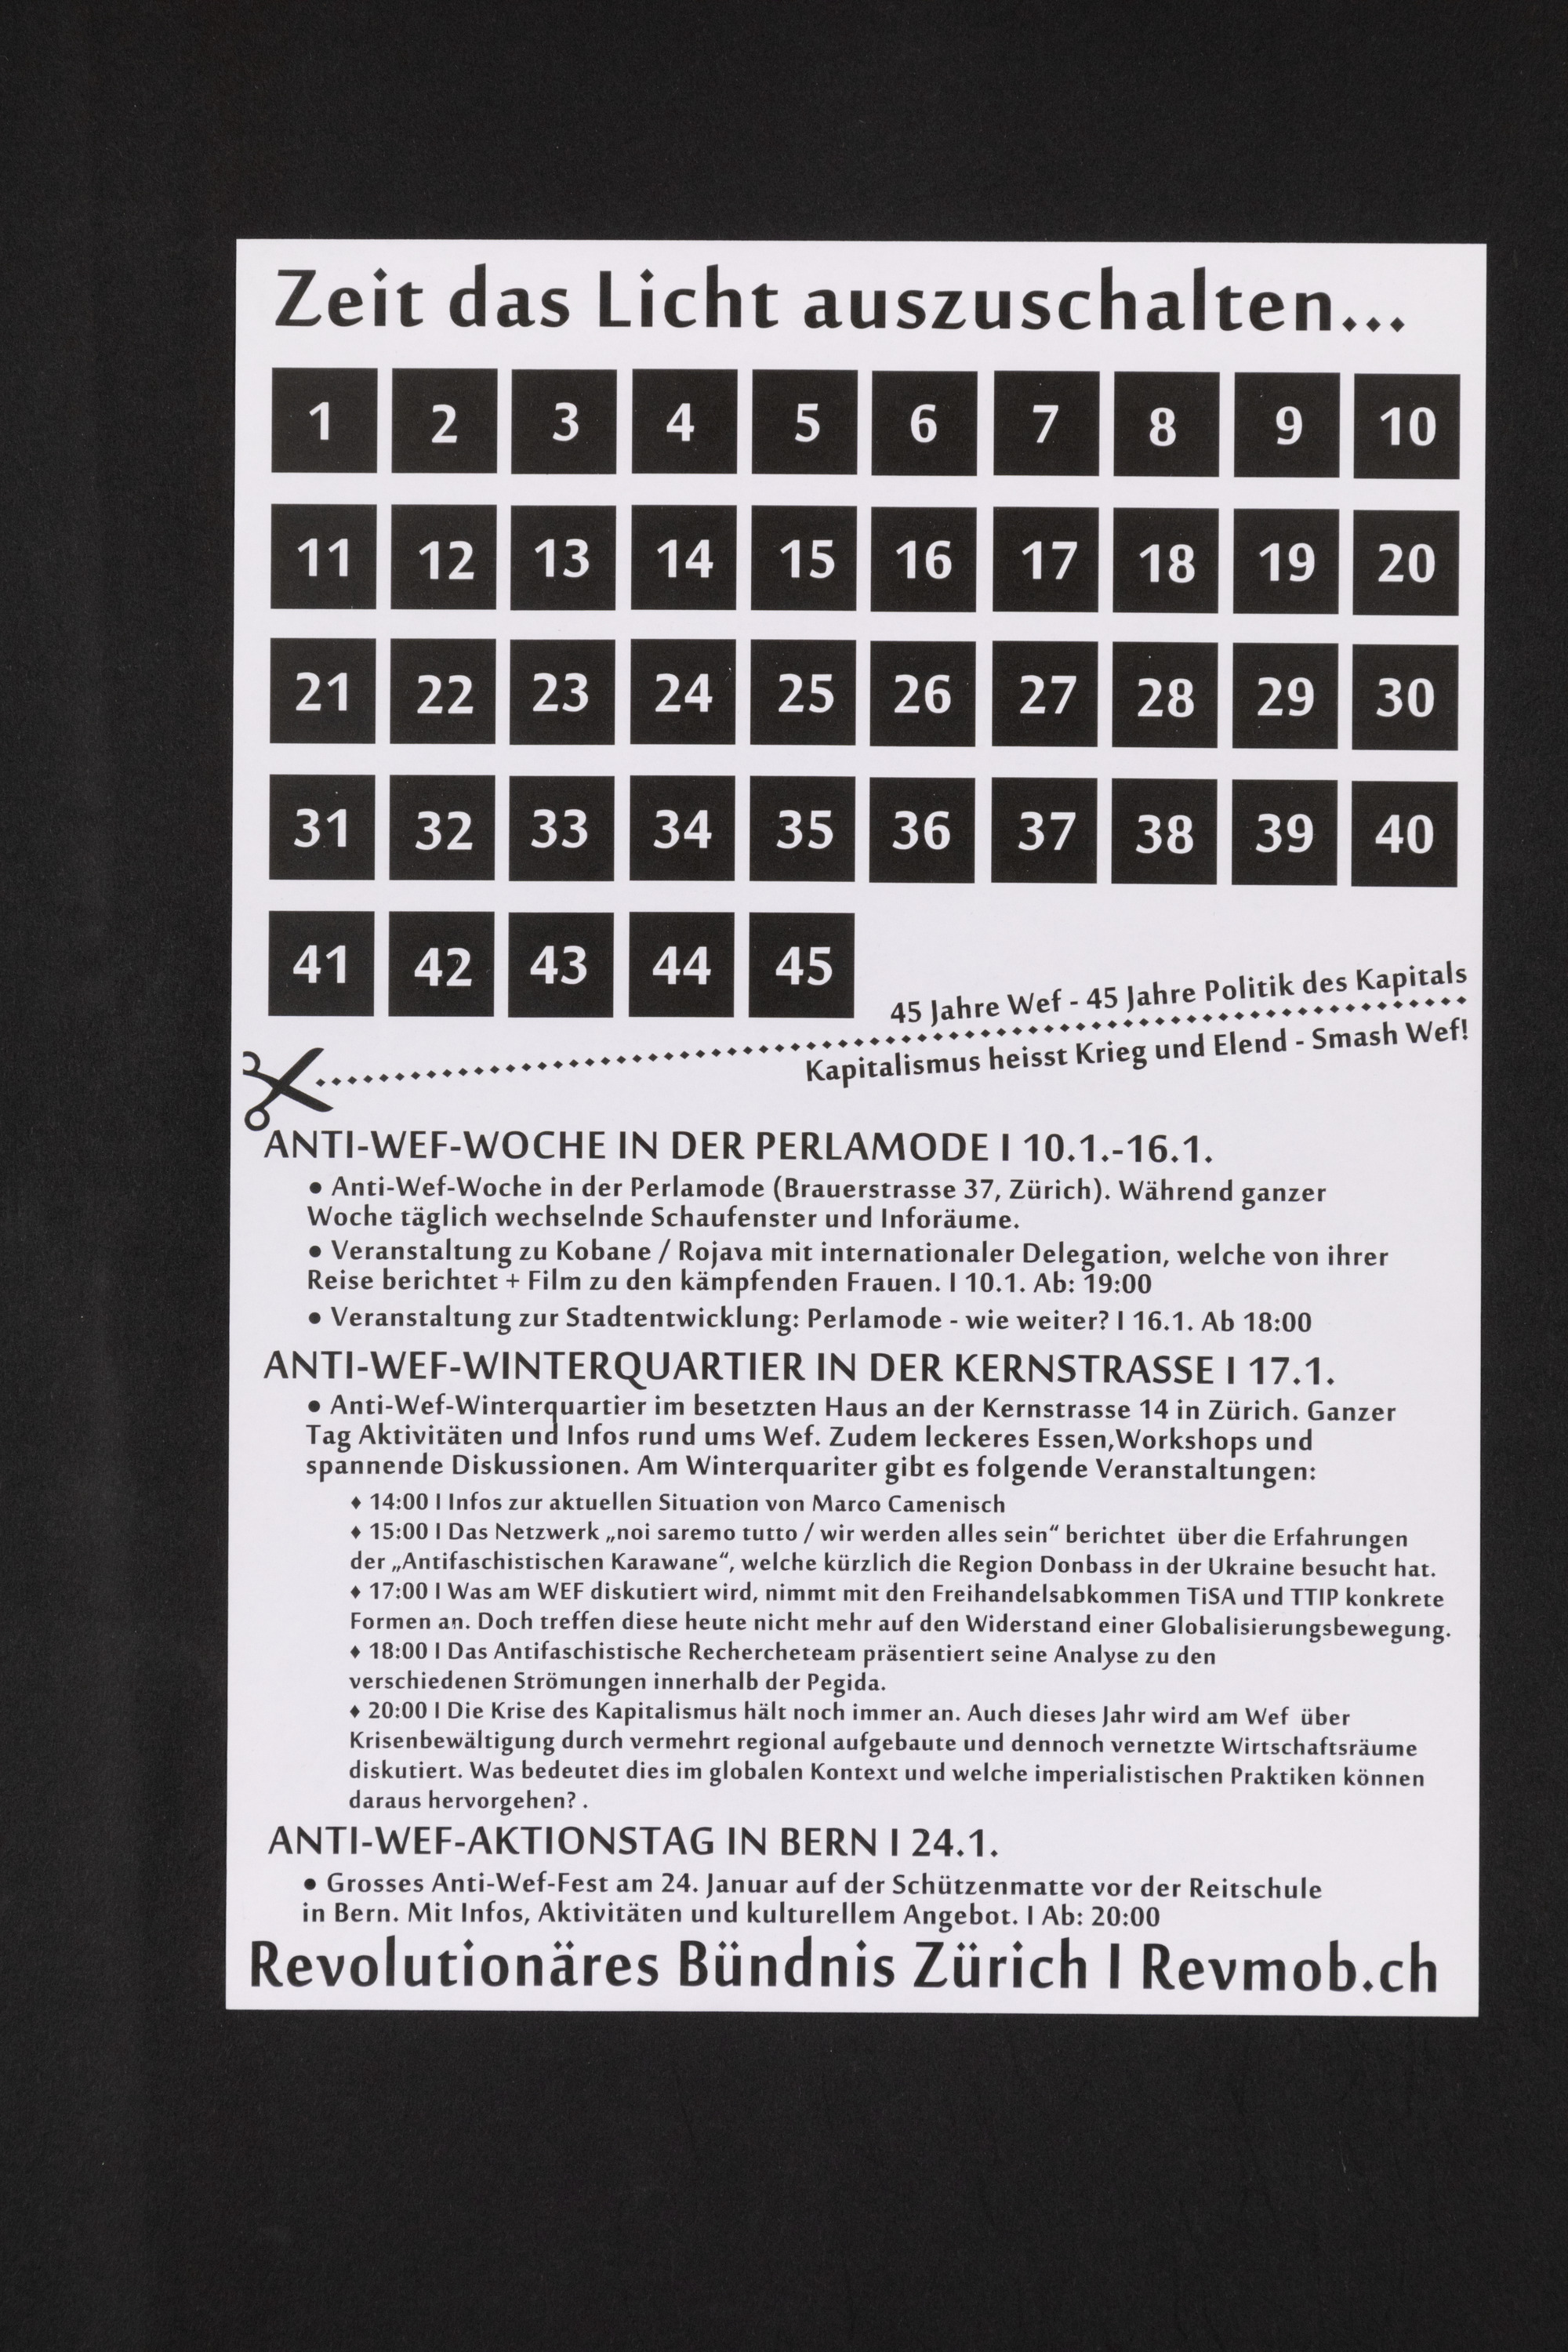 Zeit das Licht auszuschalten...
1 2 3 4 5 6 7 8 9 10
11 12 13 14 15 16 17 18 19 20
21 22 23 24 25 26 27 28 29 30
31 32 33 34 35 36 37 38 39 40
41 42 43 44 45
45 Jahre Wef - 45 Jahre Politik des Kapitals
Kapitalismus heisst Krieg und Elend - Smash Wef!
ANTI-WEF-WOCHE IN DER PERLAMODE I 10.1.-16.1.
● Anti-Wef-Woche in der Perlamode (Brauerstrasse 37, Zürich). Während ganzer
Woche täglich wechselnde Schaufenster und Inforäume.
● Veranstaltung zu Kobane / Rojava mit internationaler Delegation, welche von ihrer
Reise berichtet + Film zu den kämpfenden Frauen. I 10.1. Ab: 19:00
● Veranstaltung zur Stadtentwicklung: Perlamode - wie weiter? I 16.1. Ab 18:00
ANTI-WEF-WINTERQUARTIER IN DER KERNSTRASSE I 17.1.
● Anti-Wef-Winterquartier im besetzten Haus an der Kernstrasse 14 in Zürich. Ganzer
Tag Aktivitäten und Infos rund ums Wef. Zudem leckeres Essen,Workshops und
spannende Diskussionen. Am Winterquariter gibt es folgende Veranstaltungen:
♦ 14:00 I Infos zur aktuellen Situation von Marco Camenisch
♦ 15:00 I Das Netzwerk „noi saremo tutto / wir werden alles sein“ berichtet über die Erfahrungen
der „Antifaschistischen Karawane“, welche kürzlich die Region Donbass in der Ukraine besucht hat.
♦ 17:00 I Was am WEF diskutiert wird, nimmt mit den Freihandelsabkommen TiSA und TTIP konkrete
Formen an. Doch treffen diese heute nicht mehr auf den Widerstand einer Globalisierungsbewegung.
♦ 18:00 I Das Antifaschistische Rechercheteam präsentiert seine Analyse zu den
verschiedenen Strömungen innerhalb der Pegida.
♦ 20:00 I Die Krise des Kapitalismus hält noch immer an. Auch dieses Jahr wird am Wef über
Krisenbewältigung durch vermehrt regional aufgebaute und dennoch vernetzte Wirtschaftsräume
diskutiert. Was bedeutet dies im globalen Kontext und welche imperialistischen Praktiken können
daraus hervorgehen? .
ANTI-WEF-AKTIONSTAG IN BERN I 24.1.
● Grosses Anti-Wef-Fest am 24. Januar auf der Schützenmatte vor der Reitschule
in Bern. Mit Infos, Aktivitäten und kulturellem Angebot. I Ab: 20:00
Revolutionäres Bündnis Zürich I Revmob.ch